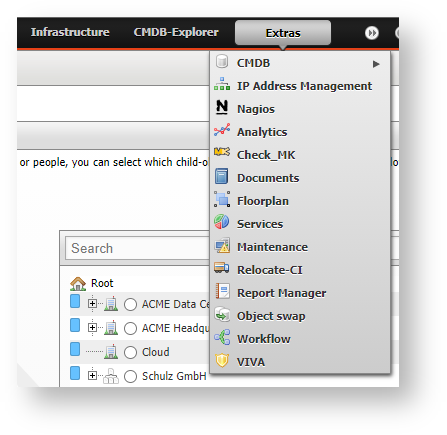 Infrastructure CMDB-Explorer Extras
CMDB
IP Address Management
Nagios
Analytics
Check_MK
or people, you can select which child-o
Documents
Floorplan
Services
Search
Maintenance
Relocate-CI
Root
Report Manager
ACME Data Ce
Object swap
ACME Headqu
Workflow
Cloud
VIVA
Schulz GmbH